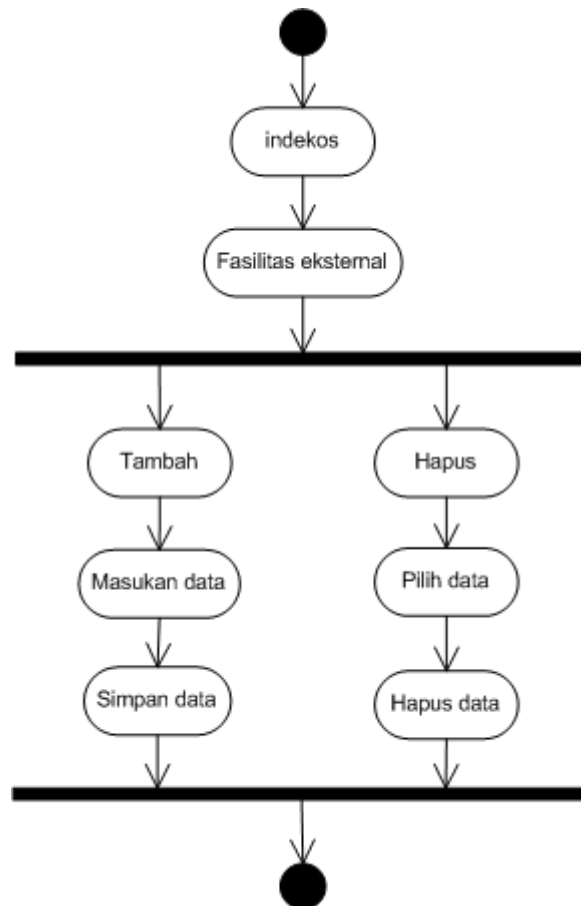 indekos
Fasilitas eksternal
Tambah
Hapus
Masukan data
Pilih data
Simpan data
Hapus data